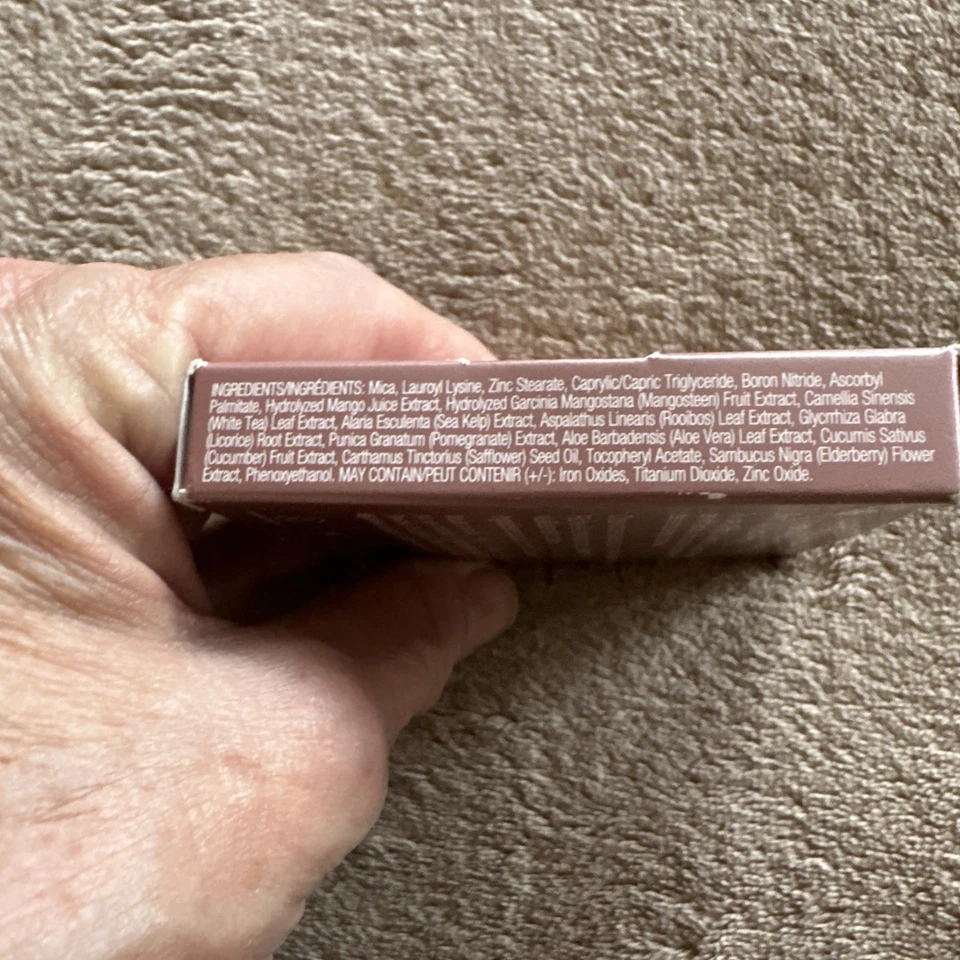 INGREDIENTS/INGRÉDIENTS: Mica, Lauroyl Lysine, Zinc Stearate, Caprylic/Capric Triglyceride, Boron Nitride, Ascorbyl
Palmitate, Hydrolyzed Mango Juice Extract, Hydrolyzed Garcinia Mangostana (Mangosteen) Fruit Extract, Camellia Sinensis
(White Tea) Leaf Extract, Alaria Esculenta (Sea Kelp) Extract, Aspalathus Linearis (Rooibos) Leaf Extract, Glycrrhiza Glabra
(Licorice) Root Extract, Punica Granatum (Pomegranate) Extract, Aloe Barbadensis (Aloe Vera) Leaf Extract, Cucumis Sativus
(Cucumber) Fruit Extract, Carthamus Tinctorius (Safflower) Seed Oil, Tocopheryl Acetate, Sambucus Nigra (Elderberry) Flower
Extract, Phenoxyethanol. MAY CONTAIN/PEUT CONTENIR (+/-): Iron Oxides, Titanium Dioxide, Zinc Oxide.